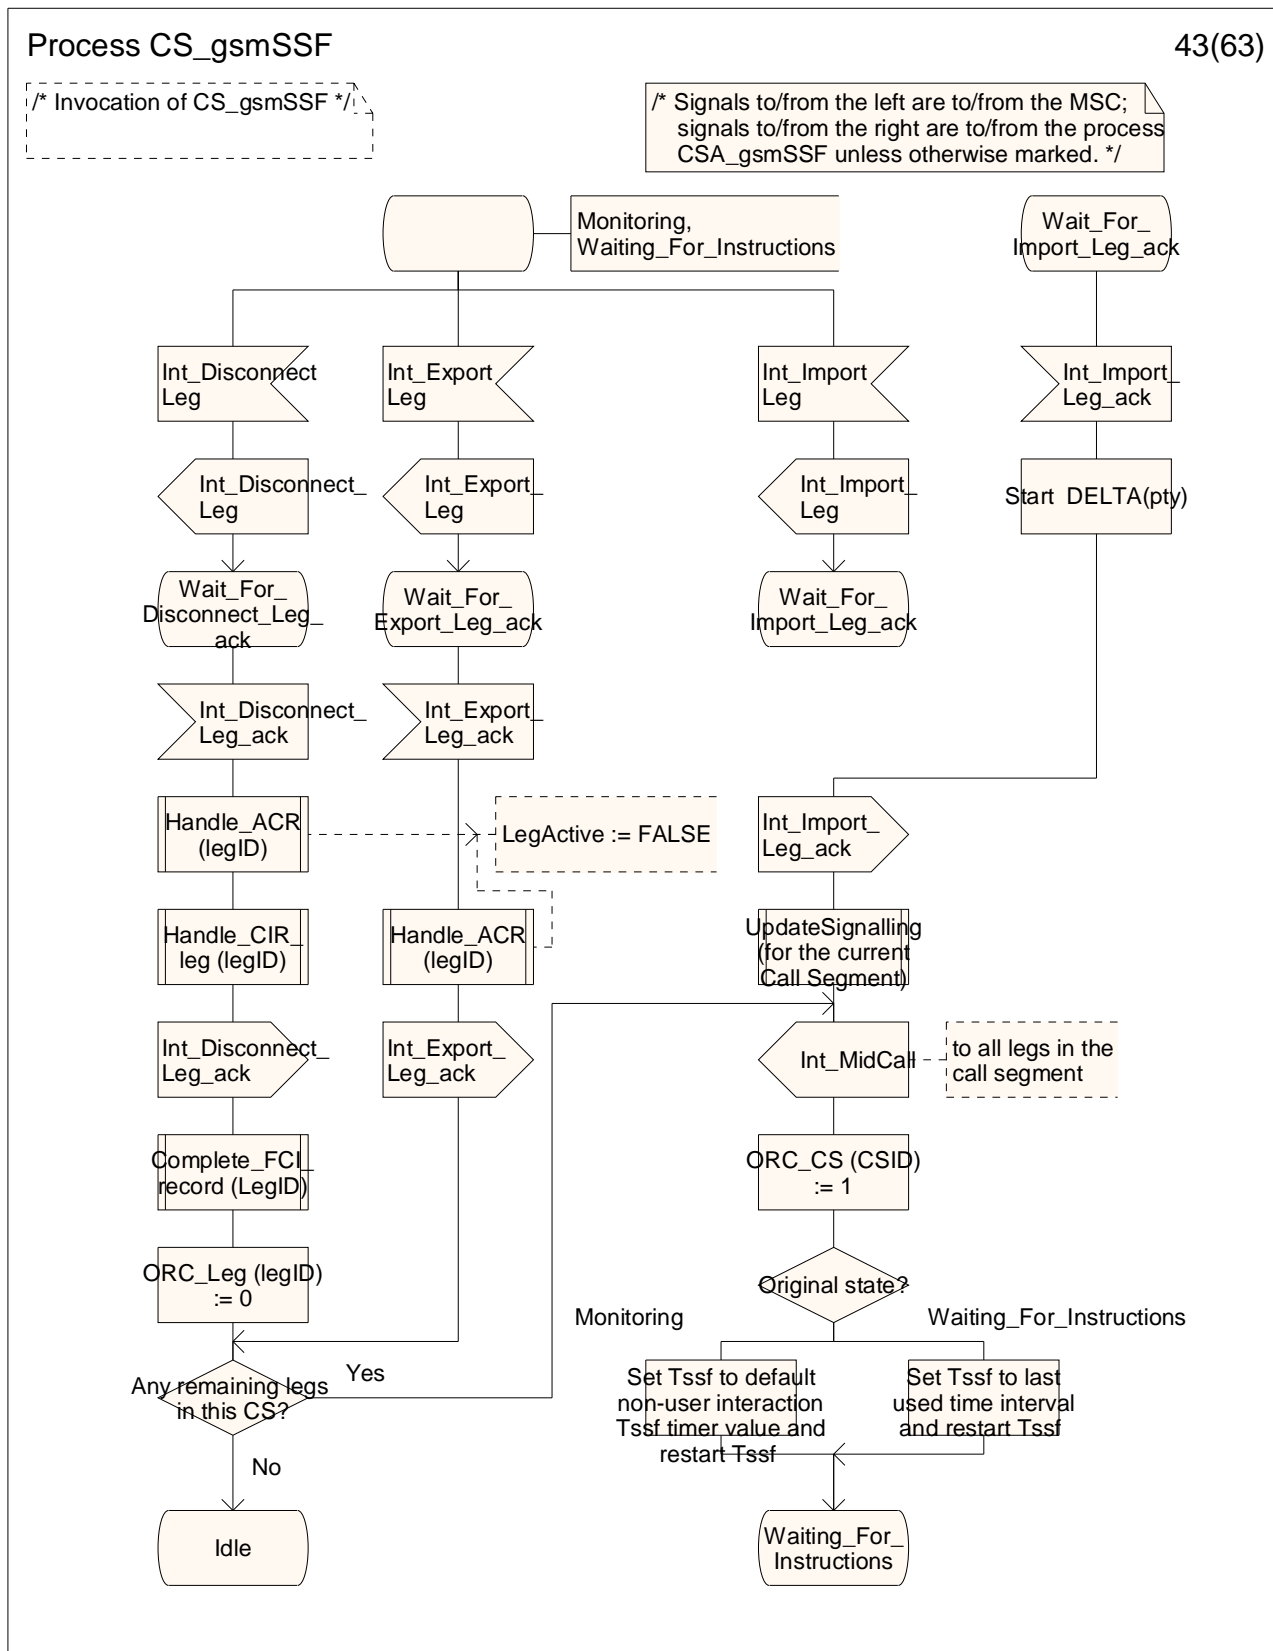 Process CS_gsmSSF
43(63)
/* Invocation of CS_gsmSSF */
/* Signals to/from the left are to/from the MSC;
signals to/from the right are to/from the process
CSA_gsmSSF unless otherwise marked. */
Monitoring,
Waiting_For_Instructions
Wait_For_
Import_Leg_ack
Int_Disconnect
Leg
Int_Export
Leg
Int_Import
Leg
Int_Import_
Leg_ack
Int_Disconnect_
Leg
Int_Export_
Leg
Int_Import_
Leg
Start DELTA(pty)
Wait_For_
Disconnect_Leg_
ack
Wait_For_
Export_Leg_ack
Wait_For_
Import_Leg_ack
Int_Disconnect_
Leg_ack
Int_Export_
Leg_ack
Handle_ACR
(legID)
LegActive := FALSE
Int_Import_
Leg_ack
Handle_CIR_
leg (legID)
Handle_ACR
(legID)
UpdateSignalling
(for the current
Call Segment)
Int_Disconnect_
Leg_ack
Int_Export_
Leg_ack
Int_MidCall
to all legs in the
call segment
Complete_FCI_
record (LegID)
ORC_CS (CSID)
:= 1
ORC_Leg (legID)
:= 0
Original state?
Monitoring
Waiting_For_Instructions
Any remaining legs
in this CS?
Yes
Set Tssf to default
non-user interaction
Tssf timer value and
restart Tssf
Set Tssf to last
used time interval
and restart Tssf
No
Idle
Waiting_For_
Instructions